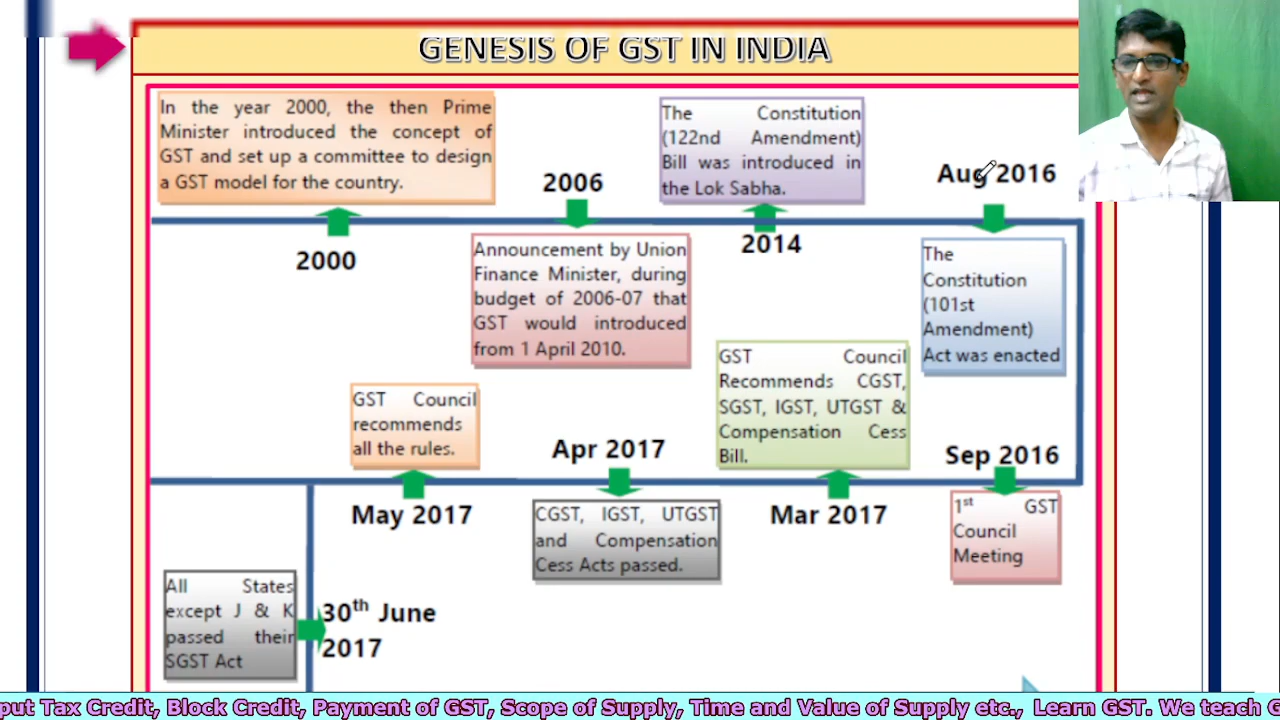 GENESIS OF GST IN INDIA
In the year 2000, the then Prime
Minister introduced the concept of
GST and set up a committee to design
a GST model for the country.
2000
2006
Announcement by Union
Finance Minister, during
budget of 2006-07 that
GST would introduced
from 1 April 2010.
The Constitution
(122nd Amendment)
Bill was introduced in
the Lok Sabha.
2014
Aug 2016
The
Constitution
(101st
Amendment)
Act was enacted
Sep 2016
1st GST
Council
Meeting
GST Council
Recommends CGST,
SGST, IGST, UTGST &
Compensation Cess
Bill.
Mar 2017
Apr 2017
CGST, IGST, UTGST
and Compensation
Cess Acts passed.
GST Council
recommends
all the rules.
May 2017
All States
except J & K
passed their
SGST Act
30th June
2017
put Tax Credit, Block Credit, Payment of GST, Scope of Supply, Time and Value of Supply etc., Learn GST. We teach G